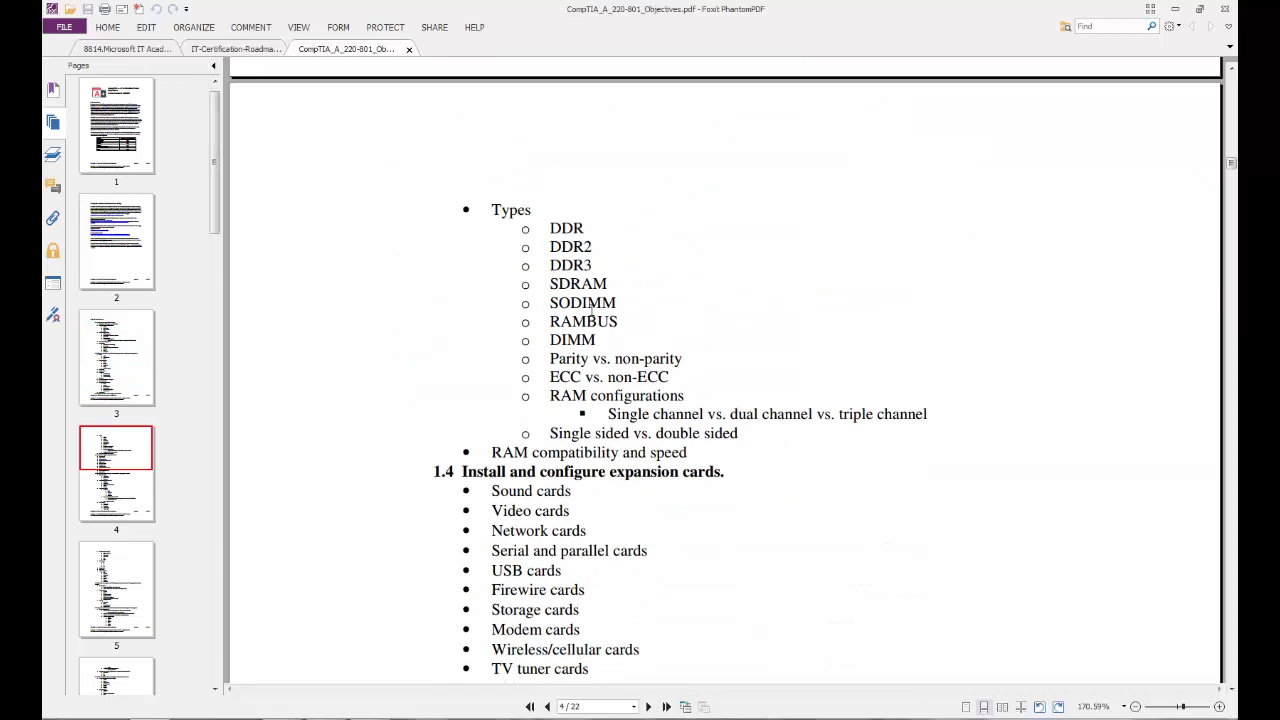 CompTIA_A_220-801_Objectives.pdf - Foxit PhantomPDF
FILE HOME EDIT ORGANIZE COMMENT VIEW FORM PROTECT SHARE HELP
Find
8814.Microsoft IT Acad...
IT-Certification-Roadma...
CompTIA_A_220-801_Ob...
Pages
1
2
3
4
5
• Types
o DDR
o DDR2
o DDR3
o SDRAM
o SODIMM
o RAMBUS
o DIMM
o Parity vs. non-parity
o ECC vs. non-ECC
o RAM configurations
▪ Single channel vs. dual channel vs. triple channel
o Single sided vs. double sided
• RAM compatibility and speed
1.4 Install and configure expansion cards.
• Sound cards
• Video cards
• Network cards
• Serial and parallel cards
• USB cards
• Firewire cards
• Storage cards
• Modem cards
• Wireless/cellular cards
• TV tuner cards
4 / 22
170.59%